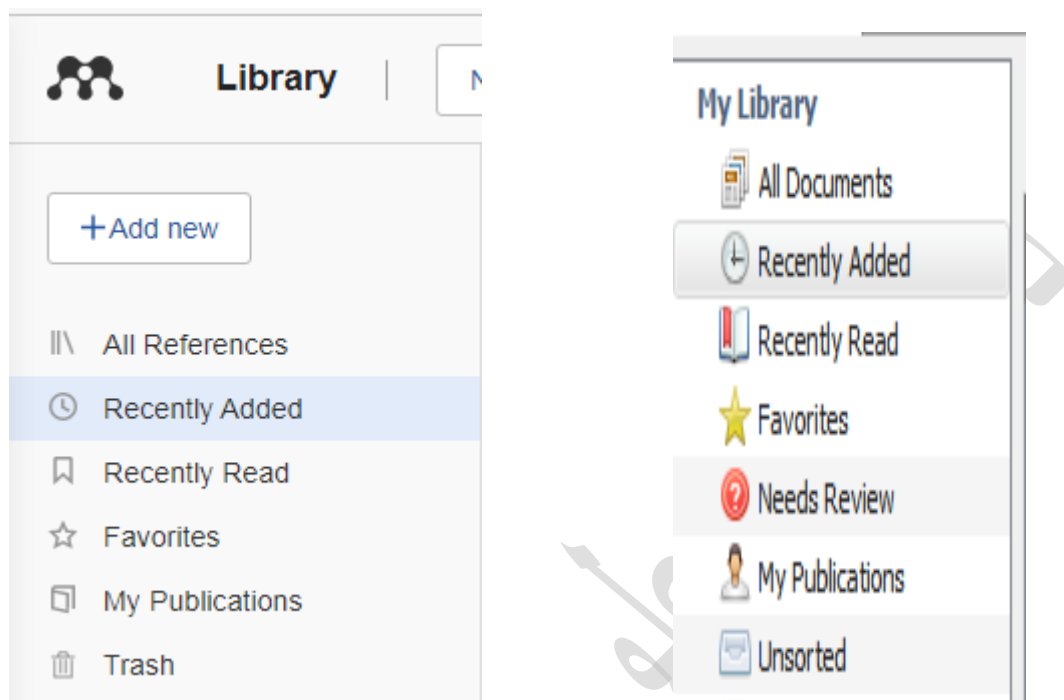 Library
+Add new
All References
Recently Added
Recently Read
Favorites
My Publications
Trash
My Library
All Documents
Recently Added
Recently Read
Favorites
Needs Review
My Publications
Unsorted